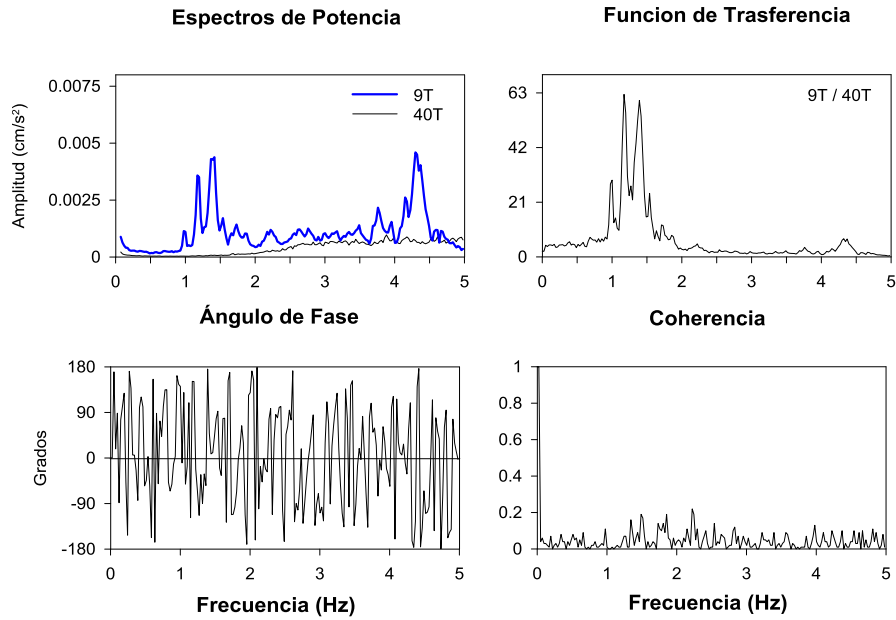 Espectros de Potencia
Amplitud (cm/s²)
0.0075
0.005
0.0025
0
9T
40T
0 1 2 3 4 5
Funcion de Trasferencia
63
42
21
0
9T / 40T
0 1 2 3 4 5
Ángulo de Fase
Grados
180
90
0
-90
-180
0 1 2 3 4 5
Frecuencia (Hz)
Coherencia
1
0.8
0.6
0.4
0.2
0
0 1 2 3 4 5
Frecuencia (Hz)